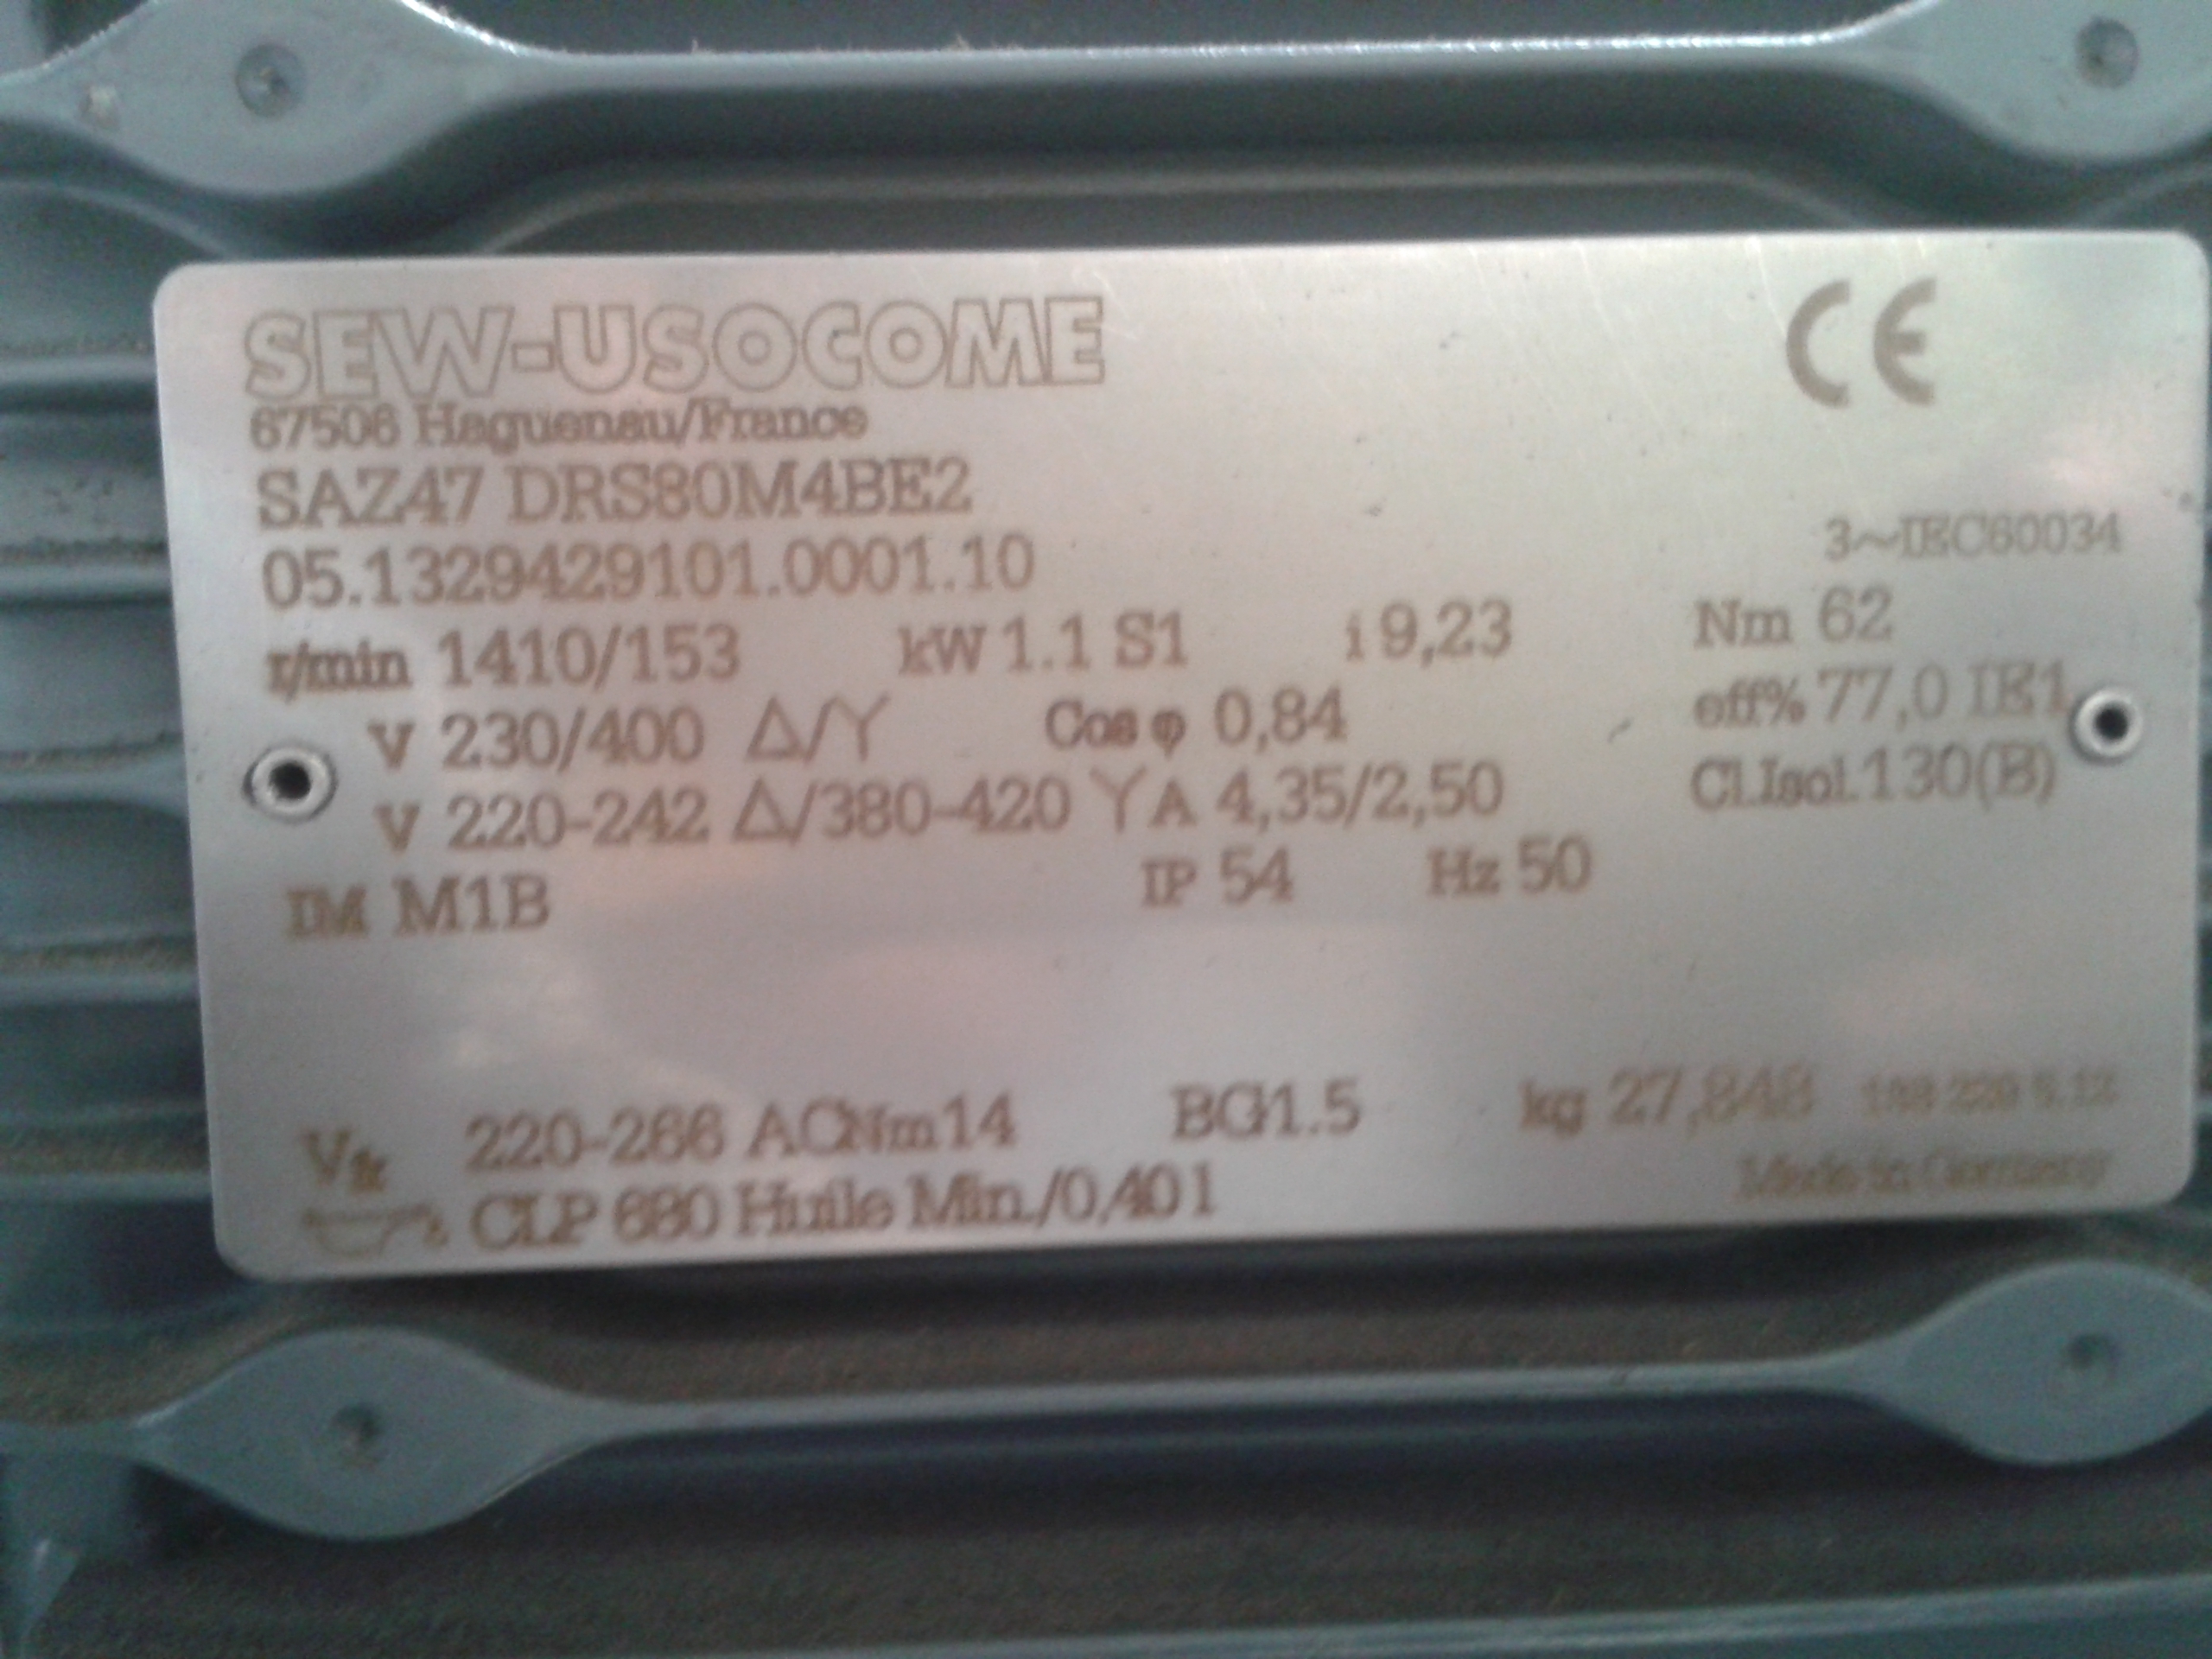 SEW-USOCOME
CE
67506 Haguenau/France
SAZ47 DRS80M4BE2
3~IEC60034
05.1329429101.0001.10
r/min 1410/153 kW 1.1 S1 i 9,23 Nm 62
V 230/400 Δ/Y Cos φ 0,84 eff% 77,0 IE1
V 220-242 Δ/380-420 Y A 4,35/2,50 Cl.Isol.130(B)
IM M1B IP 54 Hz 50
220-266 AC Nm14 BG1.5 kg 27,848
Made in Germany
CLP 680 Huile Min./0,40 l